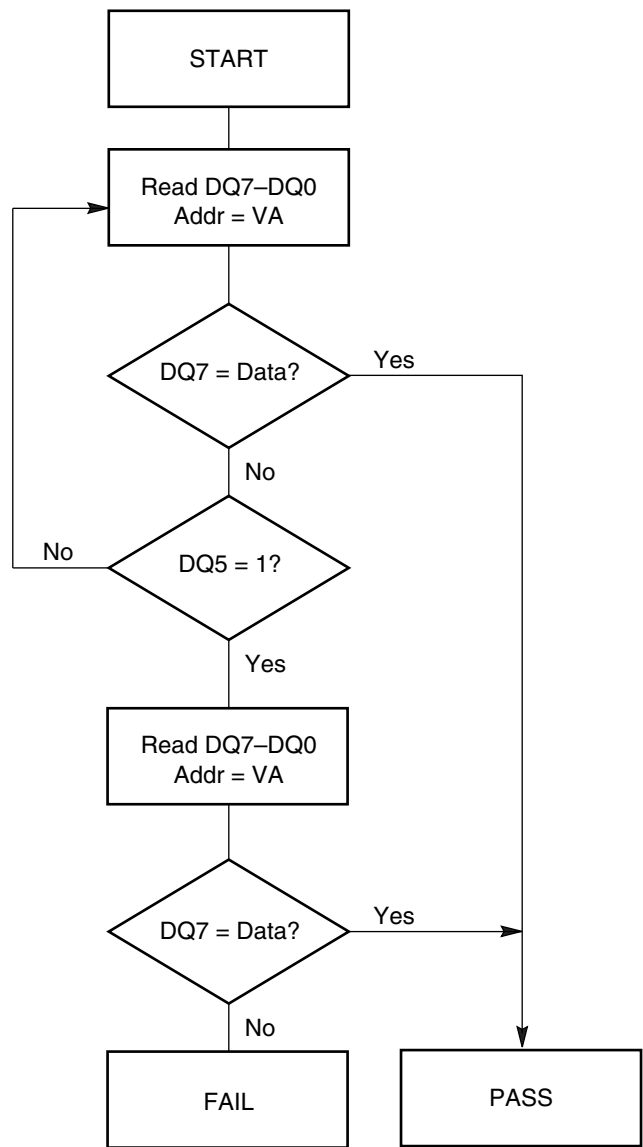 START
Read DQ7–DQ0
Addr = VA
DQ7 = Data?
Yes
No
No
DQ5 = 1?
Yes
Read DQ7–DQ0
Addr = VA
DQ7 = Data?
Yes
No
FAIL
PASS